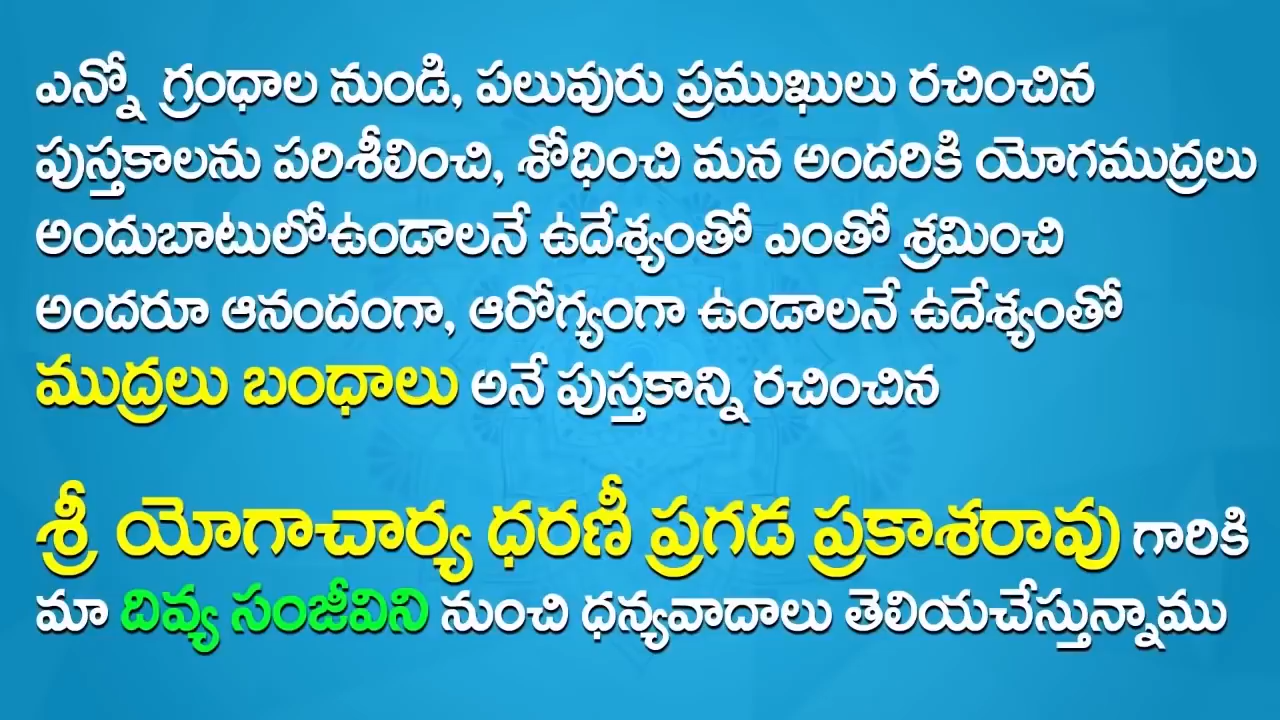 ఎన్నో గ్రంధాల నుండి, పలువురు ప్రముఖులు రచించిన
పుస్తకాలను పరిశీలించి, శోధించి మన అందరికి యోగముద్రలు
అందుబాటులోఉండాలనే ఉదేశ్యంతో ఎంతో శ్రమించి
అందరూ ఆనందంగా, ఆరోగ్యంగా ఉండాలనే ఉదేశ్యంతో
ముద్రలు బంధాలు అనే పుస్తకాన్ని రచించిన
శ్రీ యోగాచార్య ధరణీ ప్రగడ ప్రకాశరావు గారికి
మా దివ్య సంజీవిని నుంచి ధన్యవాదాలు తెలియచేస్తున్నాము